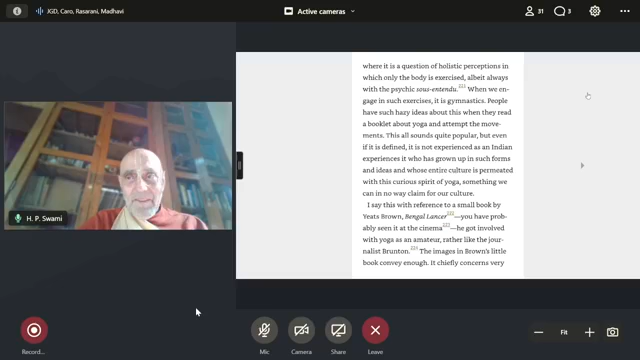 JGD, Caro, Rasarani, Madhavi
Active cameras
31
3
where it is a question of holistic perceptions in
which only the body is exercised, albeit always
with the psychic sous-entendu.221 When we en-
gage in such exercises, it is gymnastics. People
have such hazy ideas about this when they read
a booklet about yoga and attempt the move-
ments. This all sounds quite popular, but even
if it is defined, it is not experienced as an Indian
experiences it who has grown up in such forms
and ideas and whose entire culture is permeated
with this curious spirit of yoga, something we
can in no way claim for our culture.
I say this with reference to a small book by
Yeats Brown, Bengal Lancer222—you have prob-
ably seen it at the cinema223—he got involved
with yoga as an amateur, rather like the jour-
nalist Brunton.224 The images in Brown's little
book convey enough. It chiefly concerns very
H. P. Swami
Record...
Mic
Camera
Share
Leave
Fit